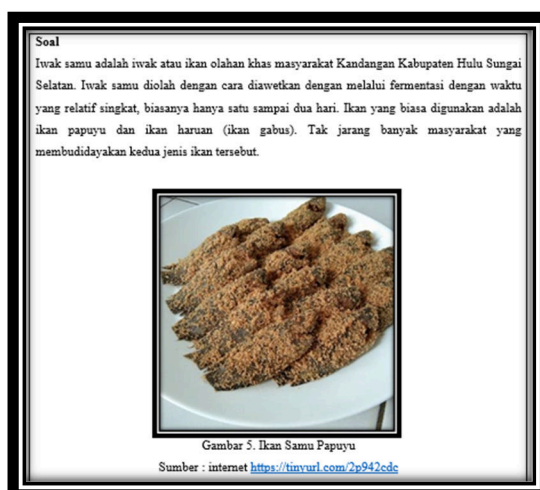 Soal
Iwak samu adalah iwak atau ikan olahan khas masyarakat Kandangan Kabupaten Hulu Sungai
Selatan. Iwak samu diolah dengan cara diawetkan dengan melalui fermentasi dengan waktu
yang relatif singkat, biasanya hanya satu sampai dua hari. Ikan yang biasa digunakan adalah
ikan papuyu dan ikan haruan (ikan gabus). Tak jarang banyak masyarakat yang
membudidayakan kedua jenis ikan tersebut.
Gambar 5. Ikan Samu Papuyu
Sumber : internet https://tinyurl.com/2p942cdc